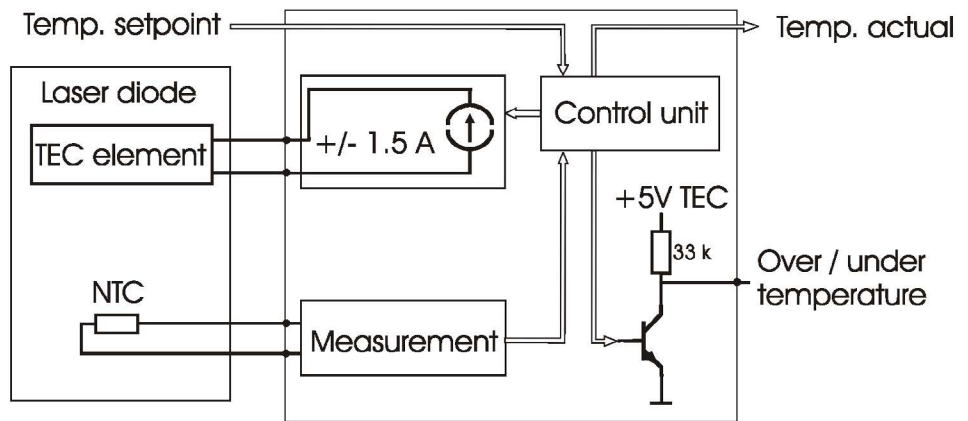 Temp. setpoint
Temp. actual
Laser diode
TEC element
+/- 1.5 A
Control unit
+5V TEC
33 k
Over / under
temperature
NTC
Measurement